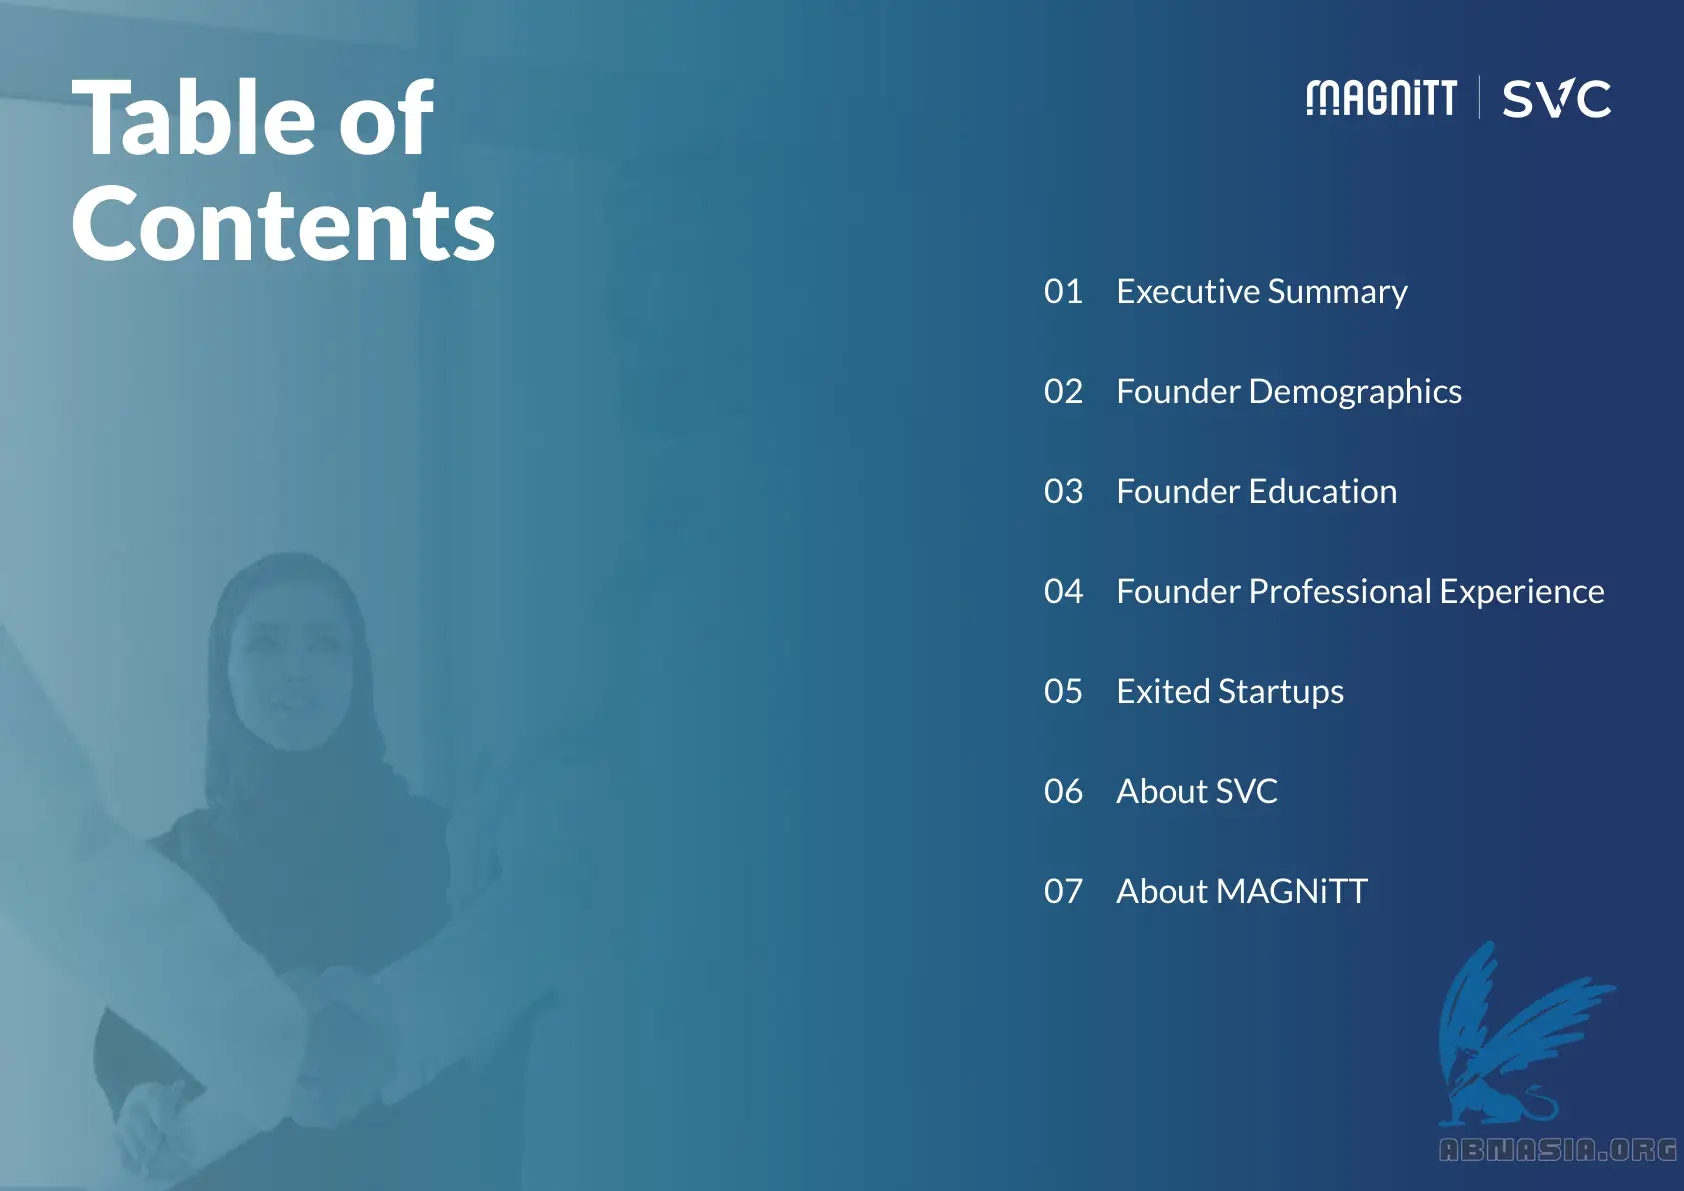 Table of
Contents
MAGNiTT | SVC
01 Executive Summary
02 Founder Demographics
03 Founder Education
04 Founder Professional Experience
05 Exited Startups
06 About SVC
07 About MAGNiTT
ABNASIA.ORG